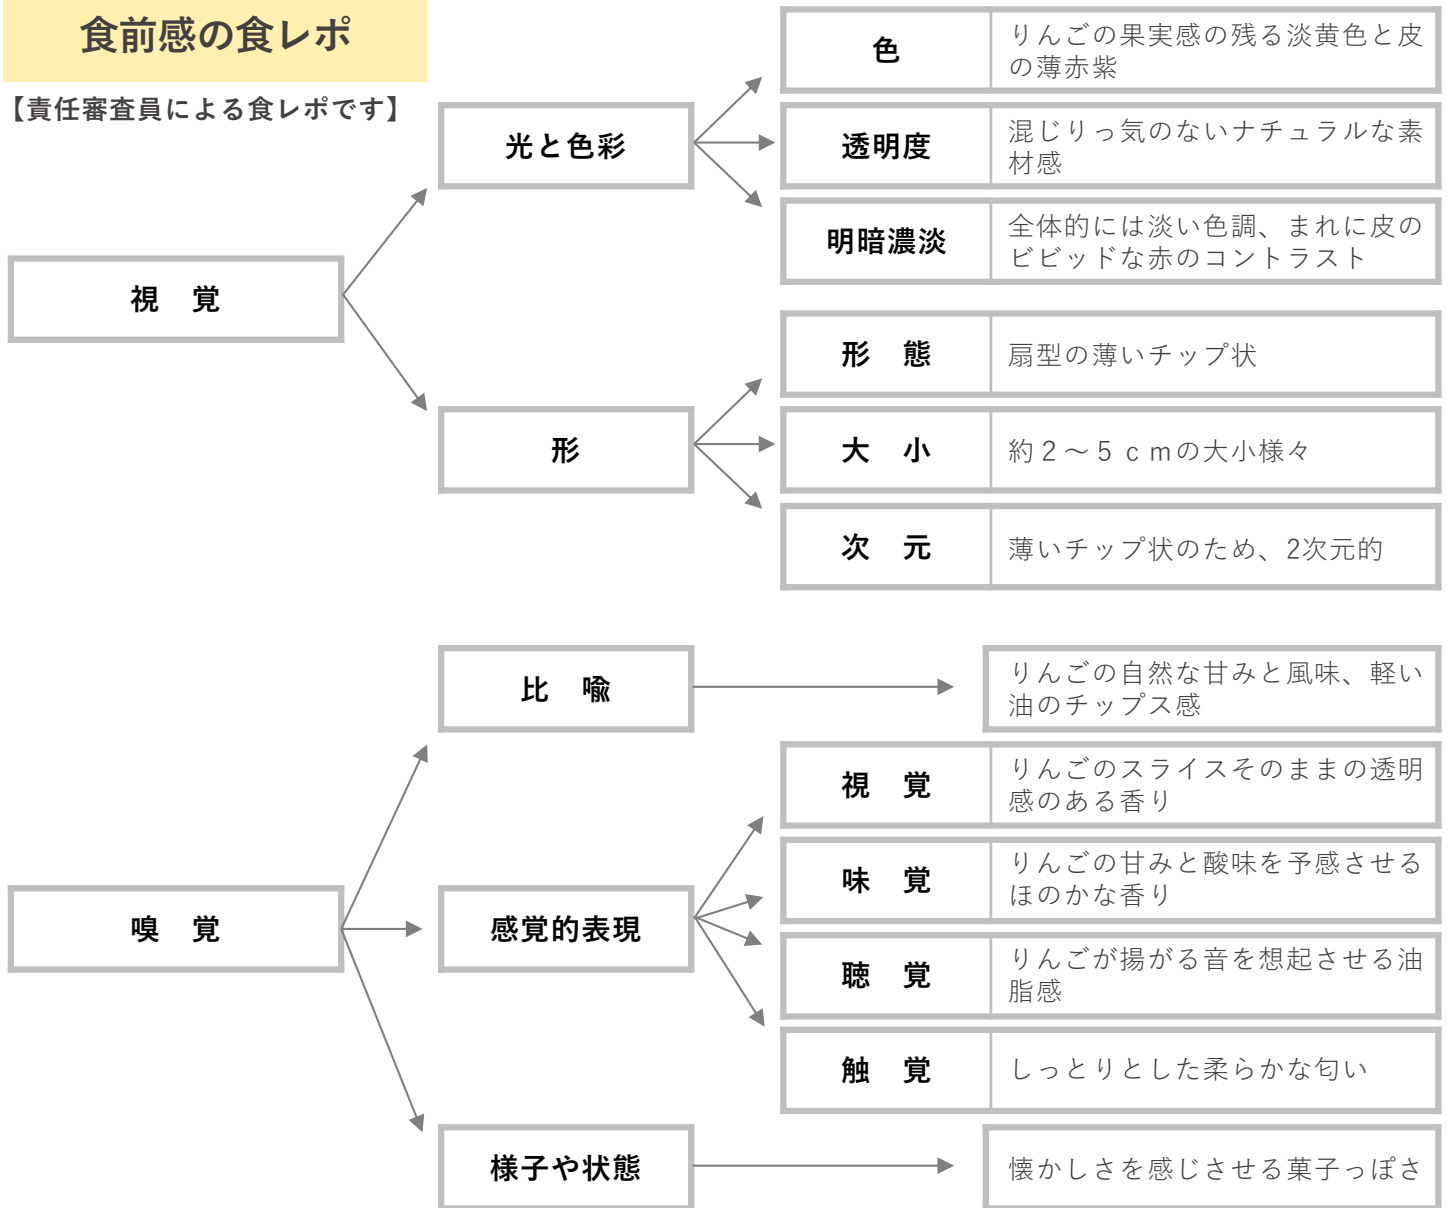 食前感の食レポ
【責任審査員による食レポです】
視　覚
光と色彩
色
りんごの果実感の残る淡黄色と皮
の薄赤紫
透明度
混じりっ気のないナチュラルな素
材感
明暗濃淡
全体的には淡い色調、まれに皮の
ビビッドな赤のコントラスト
形
形　態
扇型の薄いチップ状
大　小
約２～５ｃｍの大小様々
次　元
薄いチップ状のため、2次元的
嗅　覚
比　喩
りんごの自然な甘みと風味、軽い
油のチップス感
感覚的表現
視　覚
りんごのスライスそのままの透明
感のある香り
味　覚
りんごの甘みと酸味を予感させる
ほのかな香り
聴　覚
りんごが揚がる音を想起させる油
脂感
触　覚
しっとりとした柔らかな匂い
様子や状態
懐かしさを感じさせる菓子っぽさ